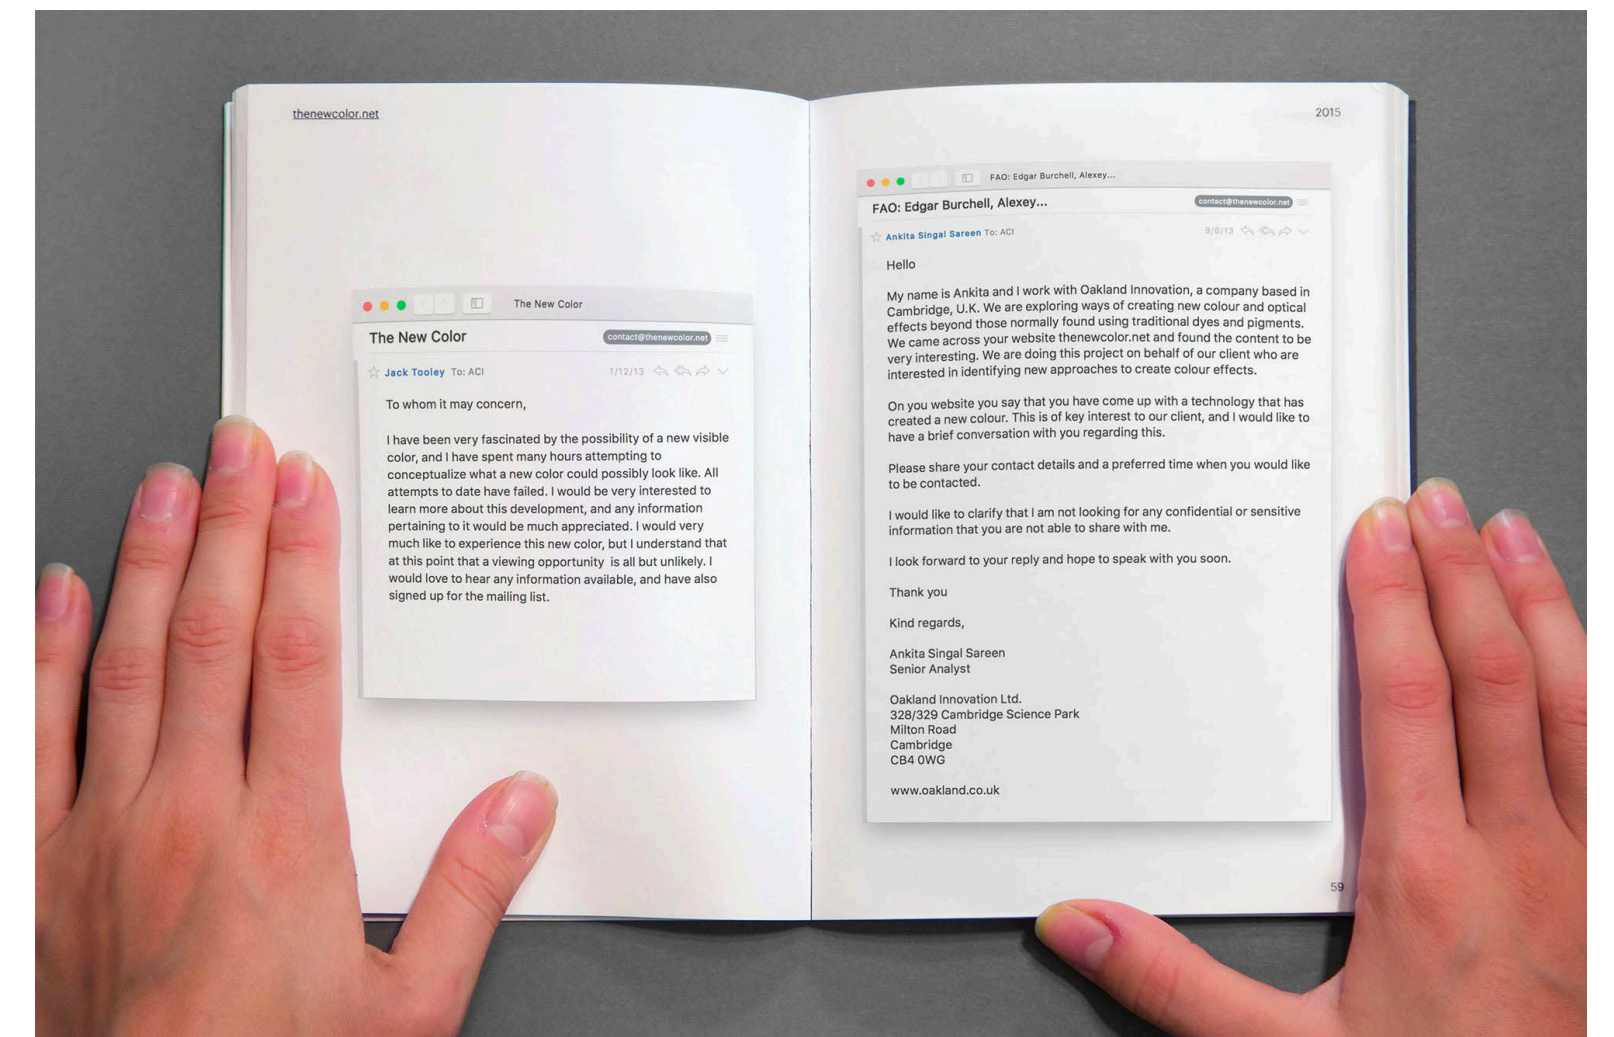 thenewcolor.net
The New Color
The New Color
contact@thenewcolor.net
Jack Tooley To: ACI
1/12/13
To whom it may concern,
I have been very fascinated by the possibility of a new visible
color, and I have spent many hours attempting to
conceptualize what a new color could possibly look like. All
attempts to date have failed. I would be very interested to
learn more about this development, and any information
pertaining to it would be much appreciated. I would very
much like to experience this new color, but I understand that
at this point that a viewing opportunity is all but unlikely. I
would love to hear any information available, and have also
signed up for the mailing list.
2015
FAO: Edgar Burchell, Alexey...
FAO: Edgar Burchell, Alexey...
contact@thenewcolor.net
Ankita Singal Sareen To: ACI
9/6/13
Hello
My name is Ankita and I work with Oakland Innovation, a company based in
Cambridge, U.K. We are exploring ways of creating new colour and optical
effects beyond those normally found using traditional dyes and pigments.
We came across your website thenewcolor.net and found the content to be
very interesting. We are doing this project on behalf of our client who are
interested in identifying new approaches to create colour effects.
On you website you say that you have come up with a technology that has
created a new colour. This is of key interest to our client, and I would like to
have a brief conversation with you regarding this.
Please share your contact details and a preferred time when you would like
to be contacted.
I would like to clarify that I am not looking for any confidential or sensitive
information that you are not able to share with me.
I look forward to your reply and hope to speak with you soon.
Thank you
Kind regards,
Ankita Singal Sareen
Senior Analyst
Oakland Innovation Ltd.
328/329 Cambridge Science Park
Milton Road
Cambridge
CB4 0WG
www.oakland.co.uk
59